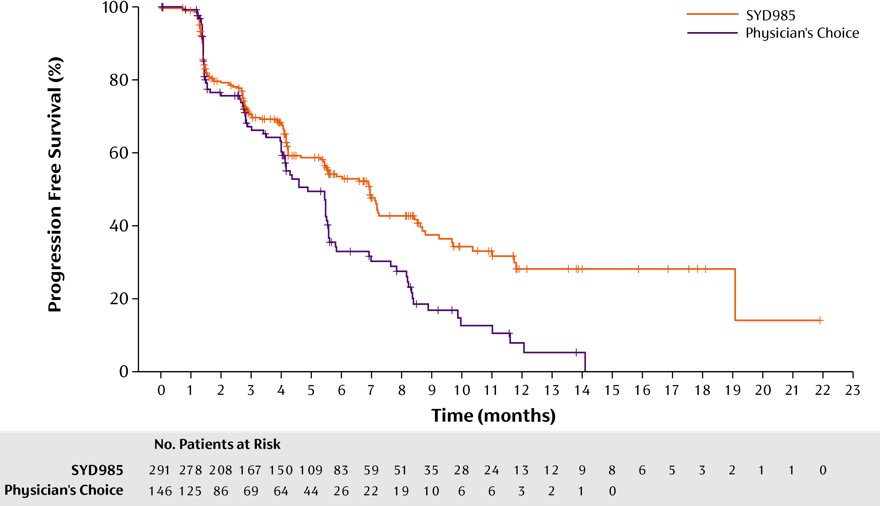 100
80
60
40
20
0
Progression Free Survival (%)
SYD985
Physician's Choice
0 1 2 3 4 5 6 7 8 9 10 11 12 13 14 15 16 17 18 19 20 21 22 23
Time (months)
No. Patients at Risk
SYD985 291 278 208 167 150 109 83 59 51 35 28 24 13 12 9 8 6 5 3 2 1 1 0
Physician's Choice 146 125 86 69 64 44 26 22 19 10 6 6 3 2 1 0